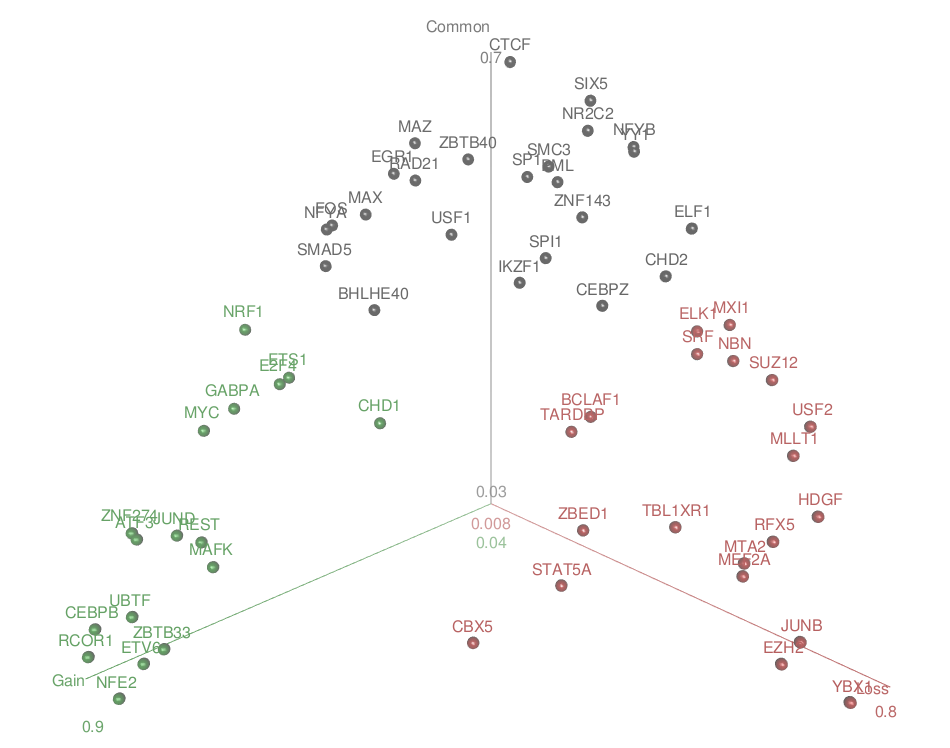 Common
CTCF
0.7
SIX5
NR2C2
NFYB
YY1
MAZ
ZBTB40
SMC3
EGR1
RAD21
SP1
PML
MAX
ZNF143
FOS
NFYA
USF1
ELF1
SMAD5
SPI1
IKZF1
CHD2
BHLHE40
CEBPZ
NRF1
ELK1
MXI1
SRF
NBN
ETS1
E2F4
SUZ12
GABPA
CHD1
BCLAF1
MYC
TARDBP
USF2
MLLT1
0.03
0.008
0.04
ZNF274
ATF3
JUND
REST
ZBED1
TBL1XR1
HDGF
RFX5
MAFK
MTA2
MEF2A
STAT5A
UBTF
CEBPB
ZBTB33
CBX5
JUNB
RCOR1
ETV6
EZH2
Gain
NFE2
YBX1
Loss
0.9
0.8